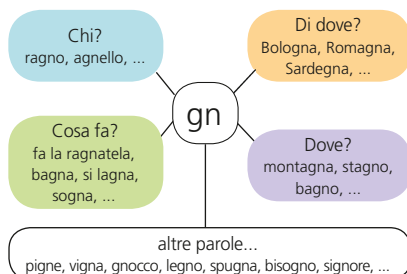 Chi?
ragno, agnello, ...
Di dove?
Bologna, Romagna,
Sardegna, ...
gn
Cosa fa?
fa la ragnatela,
bagna, si lagna,
sogna, ...
Dove?
montagna, stagno,
bagno, ...
altre parole...
pigne, vigna, gnocco, legno, spugna, bisogno, signore, ...